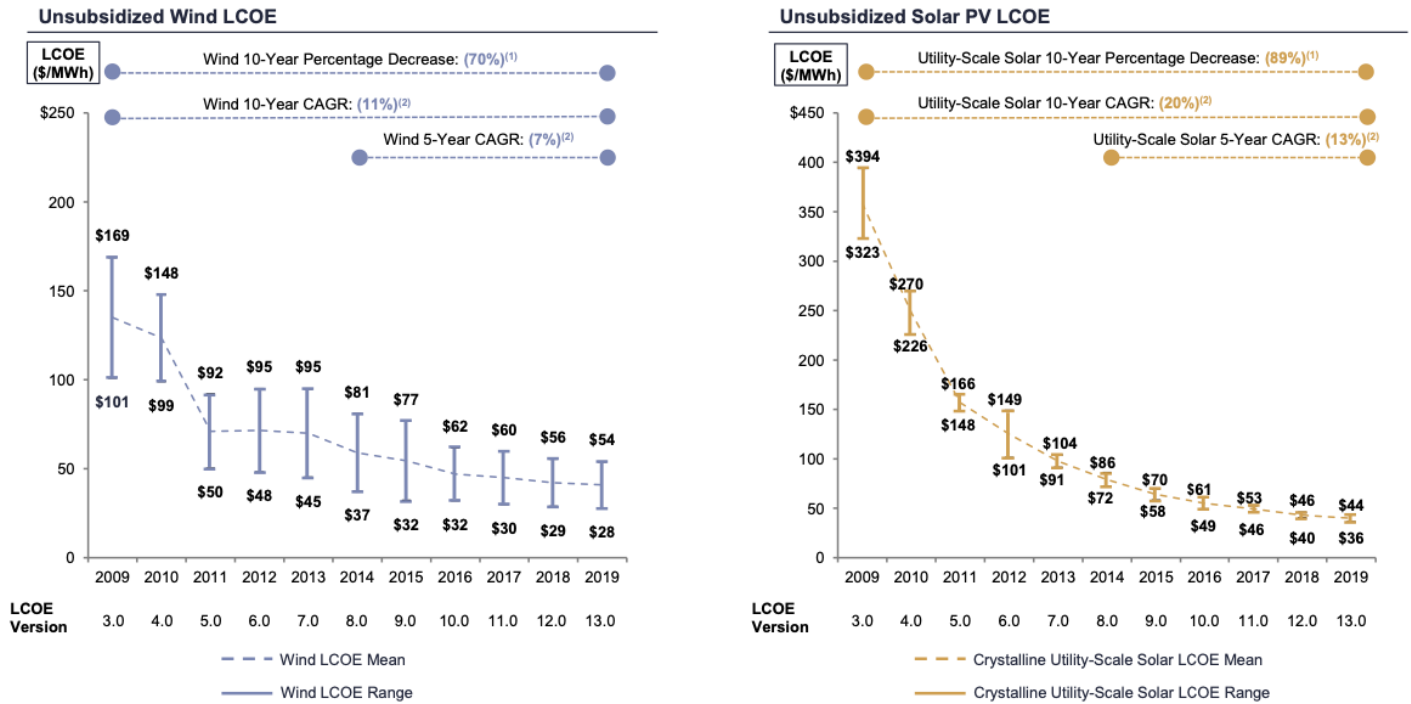 Unsubsidized Wind LCOE
LCOE
($/MWh)
Wind 10-Year Percentage Decrease: (70%)(1)
Wind 10-Year CAGR: (11%)(2)
Wind 5-Year CAGR: (7%)(2)
$250
200
150
100
50
0
$169
$148
$92
$95
$95
$81
$77
$62
$60
$56
$54
$101
$99
$50
$48
$45
$37
$32
$32
$30
$29
$28
2009 2010 2011 2012 2013 2014 2015 2016 2017 2018 2019
LCOE
Version
3.0 4.0 5.0 6.0 7.0 8.0 9.0 10.0 11.0 12.0 13.0
Wind LCOE Mean
Wind LCOE Range
Unsubsidized Solar PV LCOE
LCOE
($/MWh)
Utility-Scale Solar 10-Year Percentage Decrease: (89%)(1)
Utility-Scale Solar 10-Year CAGR: (20%)(2)
Utility-Scale Solar 5-Year CAGR: (13%)(2)
$450
400
350
300
250
200
150
100
50
0
$394
$323
$270
$226
$166
$148
$149
$101
$104
$91
$86
$72
$70
$58
$61
$49
$53
$46
$46
$40
$44
$36
2009 2010 2011 2012 2013 2014 2015 2016 2017 2018 2019
LCOE
Version
3.0 4.0 5.0 6.0 7.0 8.0 9.0 10.0 11.0 12.0 13.0
Crystalline Utility-Scale Solar LCOE Mean
Crystalline Utility-Scale Solar LCOE Range